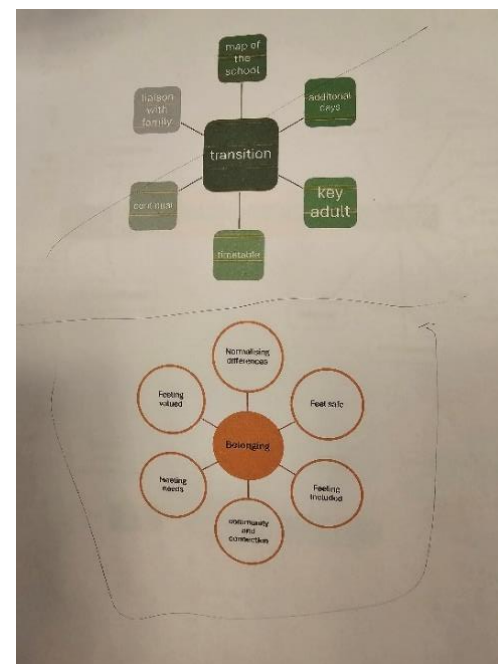 map of
the
school
additonal
days
key
adult
timetable
liaison
with
family
transition
Normalising
differences
Feel safe
Feeling
included
community
and
connection
Meeting
needs
Feeling
valued
Belonging